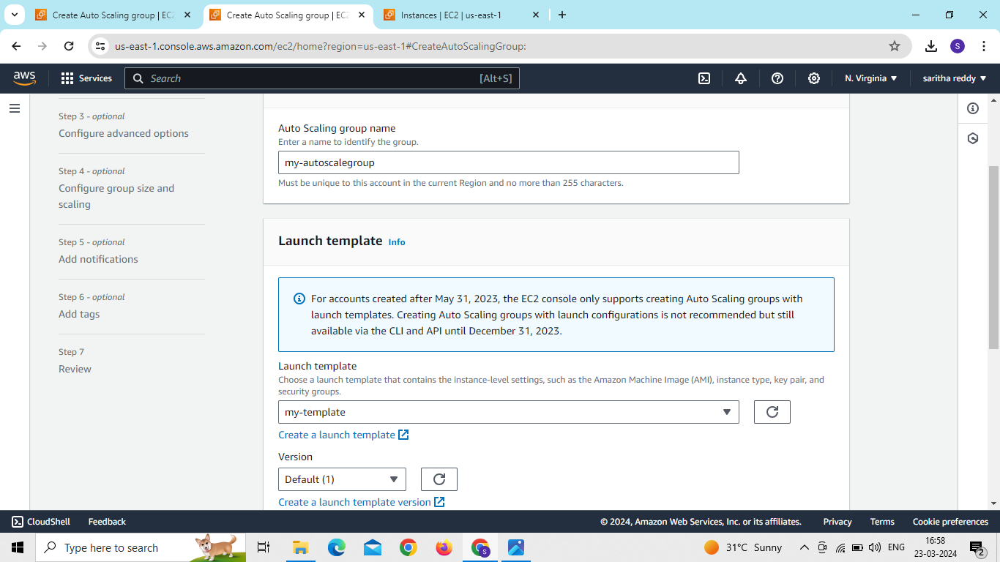 Create Auto Scaling group | EC2
Create Auto Scaling group | EC2
Instances | EC2 | us-east-1
us-east-1.console.aws.amazon.com/ec2/home?region=us-east-1#CreateAutoScalingGroup:
S
aws
Services
Search
[Alt+S]
N. Virginia
saritha reddy
Step 3 - optional
Configure advanced options
Step 4 - optional
Configure group size and
scaling
Step 5 - optional
Add notifications
Step 6 - optional
Add tags
Step 7
Review
Auto Scaling group name
Enter a name to identify the group.
my-autoscalegroup
Must be unique to this account in the current Region and no more than 255 characters.
Launch template Info
For accounts created after May 31, 2023, the EC2 console only supports creating Auto Scaling groups with
launch templates. Creating Auto Scaling groups with launch configurations is not recommended but still
available via the CLI and API until December 31, 2023.
Launch template
Choose a launch template that contains the instance-level settings, such as the Amazon Machine Image (AMI), instance type, key pair, and
security groups.
my-template
Create a launch template
Version
Default (1)
Create a launch template version
CloudShell
Feedback
© 2024, Amazon Web Services, Inc. or its affiliates.
Privacy
Terms
Cookie preferences
Type here to search
S
31°C Sunny
ENG
16:58
23-03-2024
2